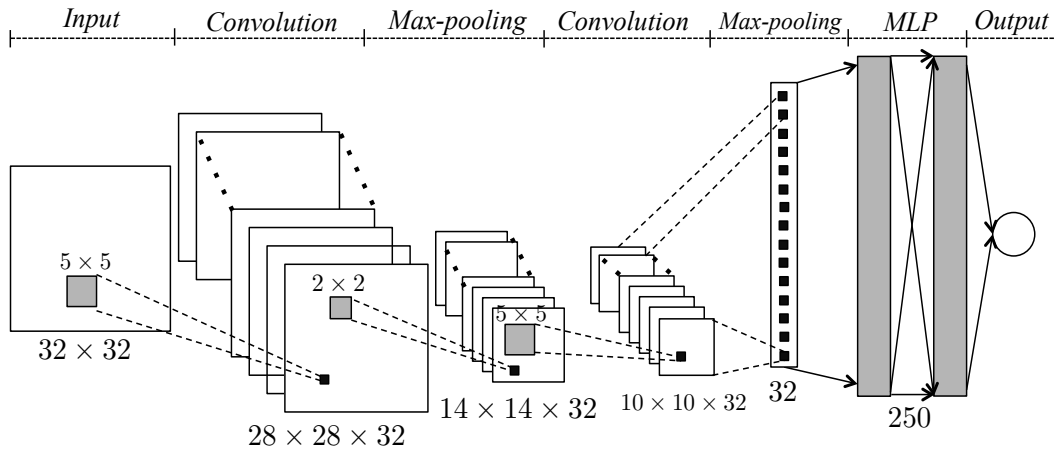 Input Convolution Max-pooling Convolution Max-pooling MLP Output
5 × 5
2 × 2
5 × 5
32 × 32
28 × 28 × 32
14 × 14 × 32
10 × 10 × 32
32
250